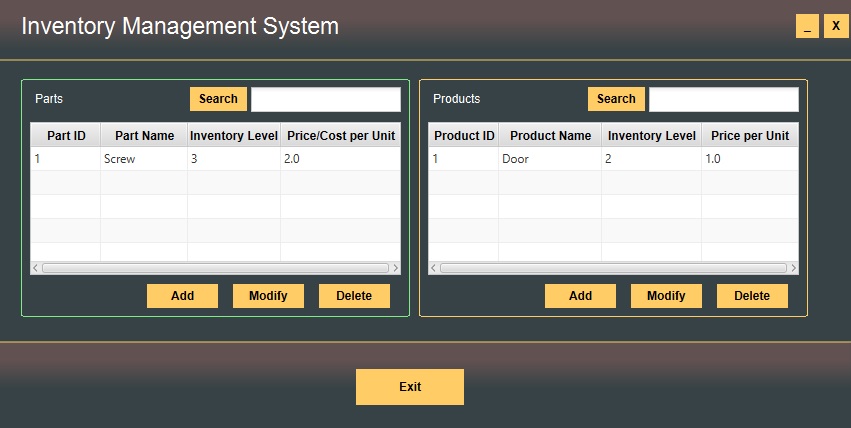 Inventory Management System
_ X
Parts Search
Part ID Part Name Inventory Level Price/Cost per Unit
1 Screw 3 2.0
Add Modify Delete
Products Search
Product ID Product Name Inventory Level Price per Unit
1 Door 2 1.0
Add Modify Delete
Exit